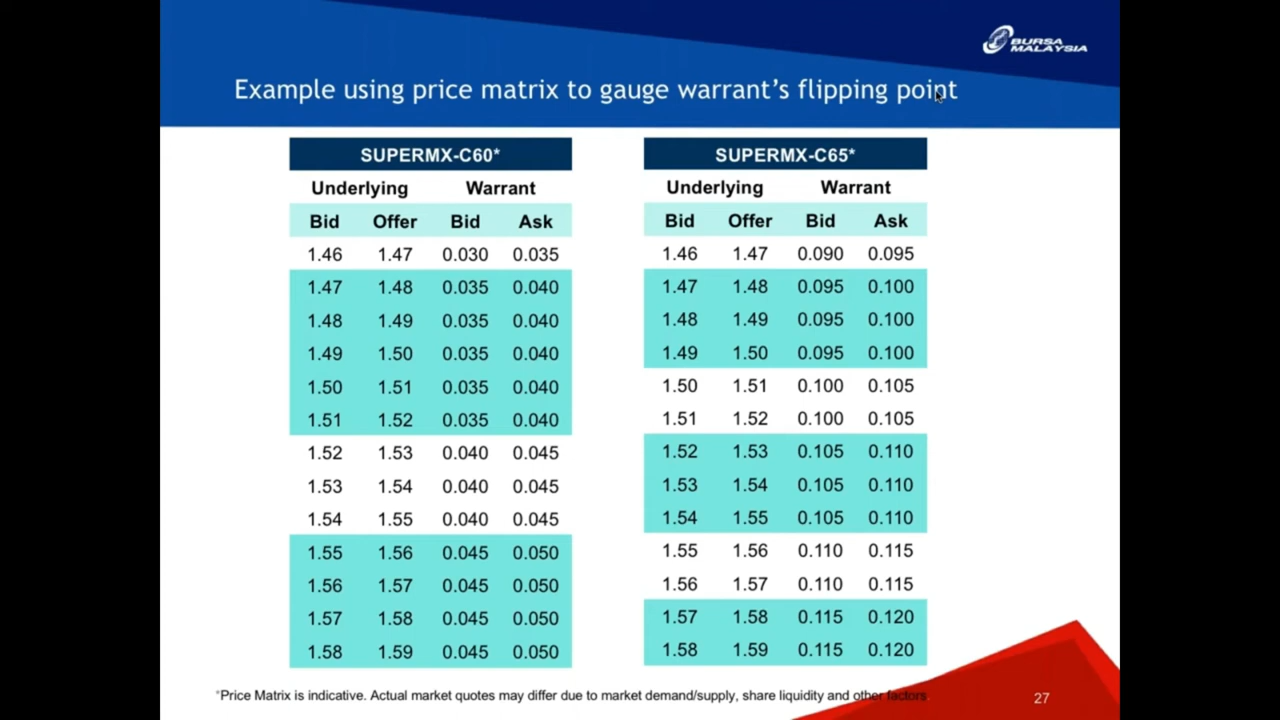 BURSA
MALAYSIA
Example using price matrix to gauge warrant's flipping point
SUPERMX-C60*
Underlying Warrant
Bid Offer Bid Ask
1.46 1.47 0.030 0.035
1.47 1.48 0.035 0.040
1.48 1.49 0.035 0.040
1.49 1.50 0.035 0.040
1.50 1.51 0.035 0.040
1.51 1.52 0.035 0.040
1.52 1.53 0.040 0.045
1.53 1.54 0.040 0.045
1.54 1.55 0.040 0.045
1.55 1.56 0.045 0.050
1.56 1.57 0.045 0.050
1.57 1.58 0.045 0.050
1.58 1.59 0.045 0.050
SUPERMX-C65*
Underlying Warrant
Bid Offer Bid Ask
1.46 1.47 0.090 0.095
1.47 1.48 0.095 0.100
1.48 1.49 0.095 0.100
1.49 1.50 0.095 0.100
1.50 1.51 0.100 0.105
1.51 1.52 0.100 0.105
1.52 1.53 0.105 0.110
1.53 1.54 0.105 0.110
1.54 1.55 0.105 0.110
1.55 1.56 0.110 0.115
1.56 1.57 0.110 0.115
1.57 1.58 0.115 0.120
1.58 1.59 0.115 0.120
*Price Matrix is indicative. Actual market quotes may differ due to market demand/supply, share liquidity and other factors.
27